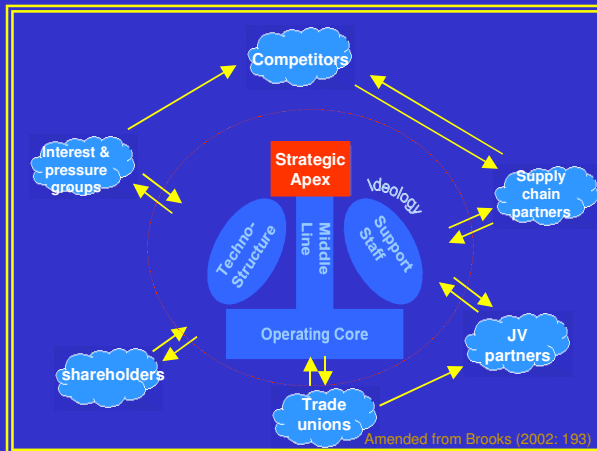 Competitors
Interest &
pressure
groups
Strategic
Apex
Ideology
Supply
chain
partners
Techno-
Structure
Middle
Line
Support
Staff
Operating Core
JV
partners
shareholders
Trade
unions
Amended from Brooks (2002: 193)